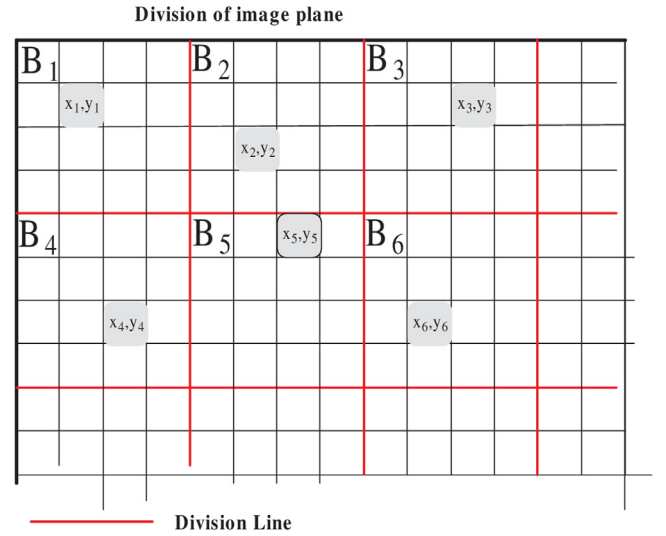 Division of image plane
B1 B2 B3
x1,y1 x3,y3
x2,y2
B4 B5 x5,y5 B6
x4,y4 x6,y6
Division Line